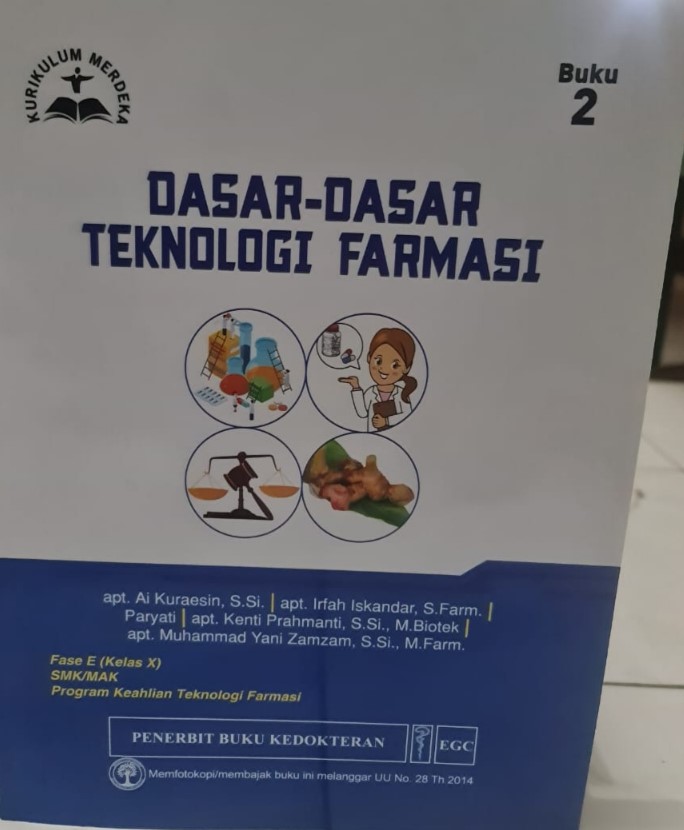 KURIKULUM MERDEKA
Buku
2
DASAR-DASAR
TEKNOLOGI FARMASI
apt. Ai Kuraesin, S.Si. | apt. Irfah Iskandar, S.Farm. |
Paryati | apt. Kenti Prahmanti, S.Si., M.Biotek |
apt. Muhammad Yani Zamzam, S.Si., M.Farm.
Fase E (Kelas X)
SMK/MAK
Program Keahlian Teknologi Farmasi
PENERBIT BUKU KEDOKTERAN EGC
Memfotokopi/membajak buku ini melanggar UU No. 28 Th 2014